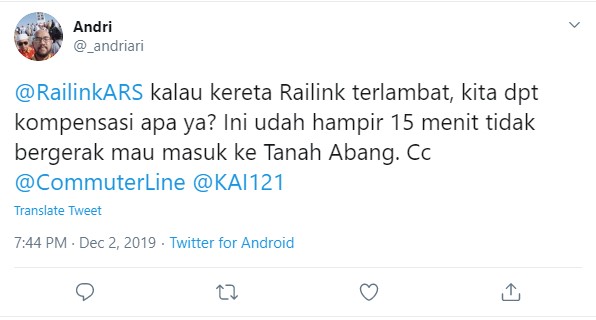 Andri
@_andriari
@RailinkARS kalau kereta Railink terlambat, kita dpt
kompensasi apa ya? Ini udah hampir 15 menit tidak
bergerak mau masuk ke Tanah Abang. Cc
@CommuterLine @KAI121
Translate Tweet
7:44 PM · Dec 2, 2019 · Twitter for Android